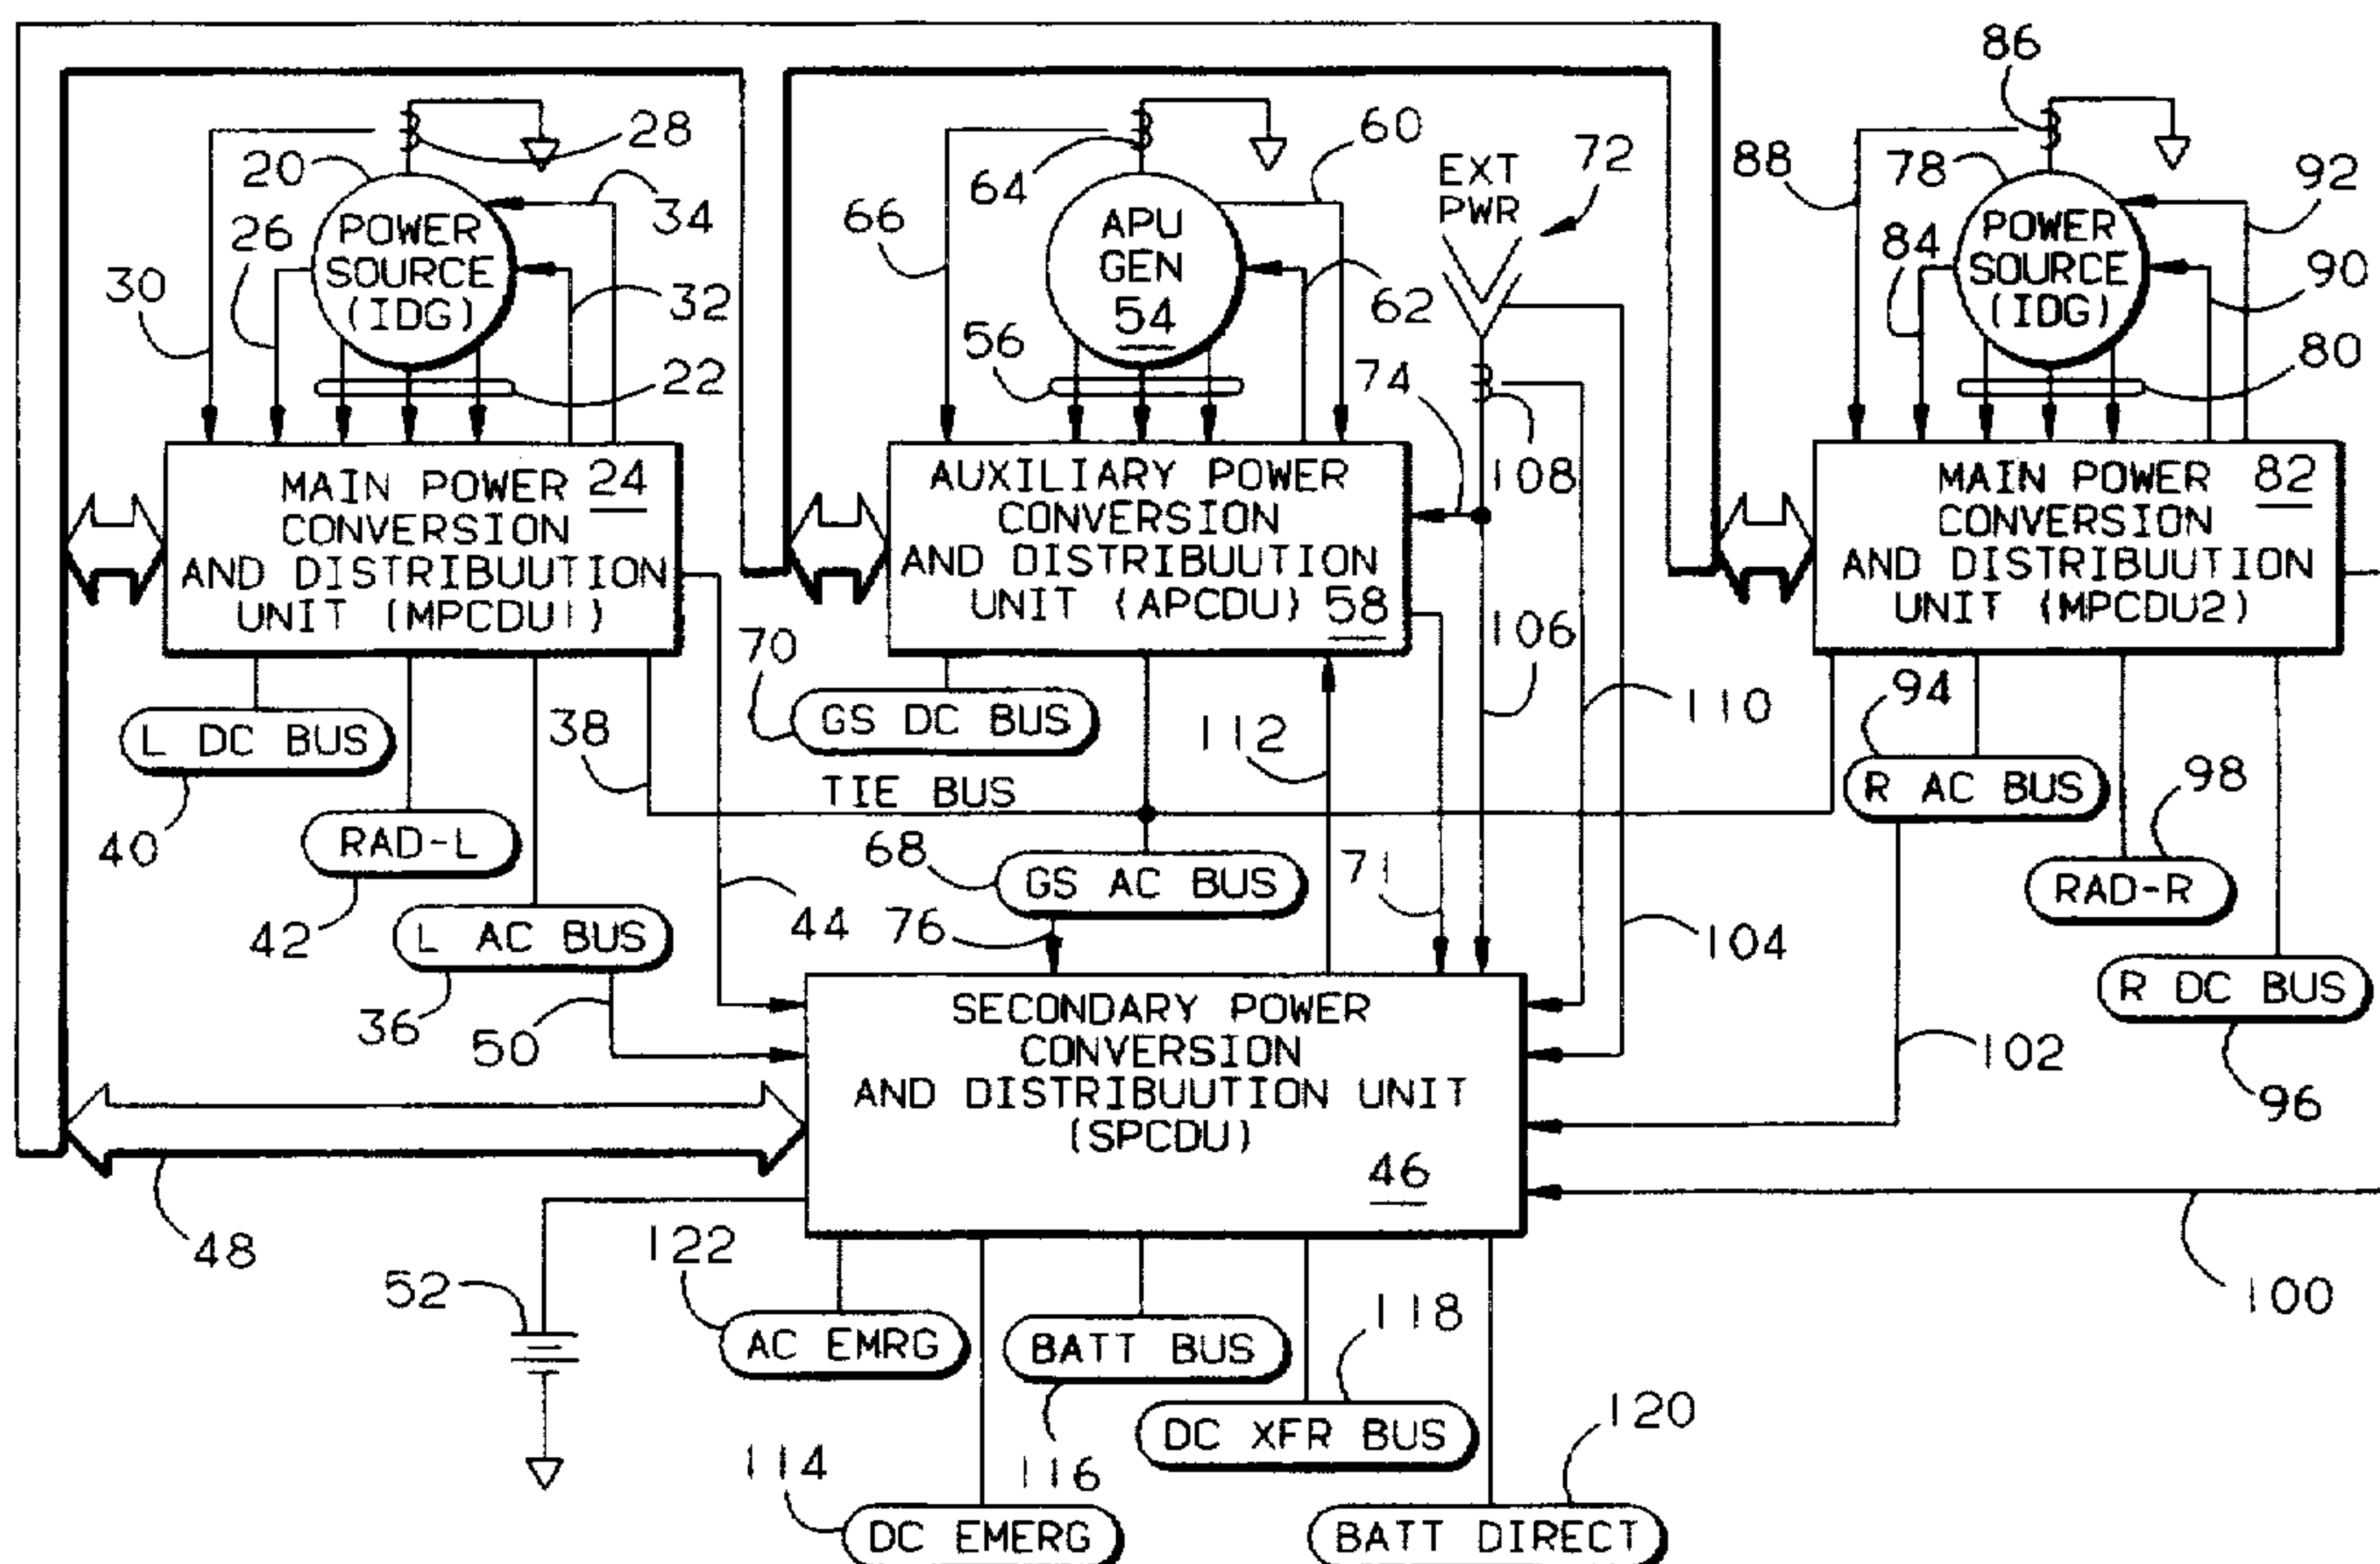 86
28
20
POWER
SOURCE
(IDG)
34
26
30
32
22
60
64
66
APU
GEN
54
62
56
EXT
PWR
72
74
88
78
POWER
SOURCE
(IDG)
92
84
90
80
MAIN POWER 24
CONVERSION
AND DISTRIBUUTION
UNIT (MPCDU1)
AUXILIARY POWER
CONVERSION
AND DISTRIBUUTION
UNIT (APCDU) 58
108
106
MAIN POWER 82
CONVERSION
AND DISTRIBUUTION
UNIT (MPCDU2)
70
GS DC BUS
L DC BUS
38
40
TIE BUS
112
110
94
R AC BUS
98
RAD-L
42
68
GS AC BUS
71
RAD-R
L AC BUS
44
76
104
36
50
R DC BUS
96
102
SECONDARY POWER
CONVERSION
AND DISTRIBUUTION UNIT
(SPCDU)
46
48
100
52
122
AC EMRG
BATT BUS
118
DC XFR BUS
120
114
116
DC EMERG
BATT DIRECT